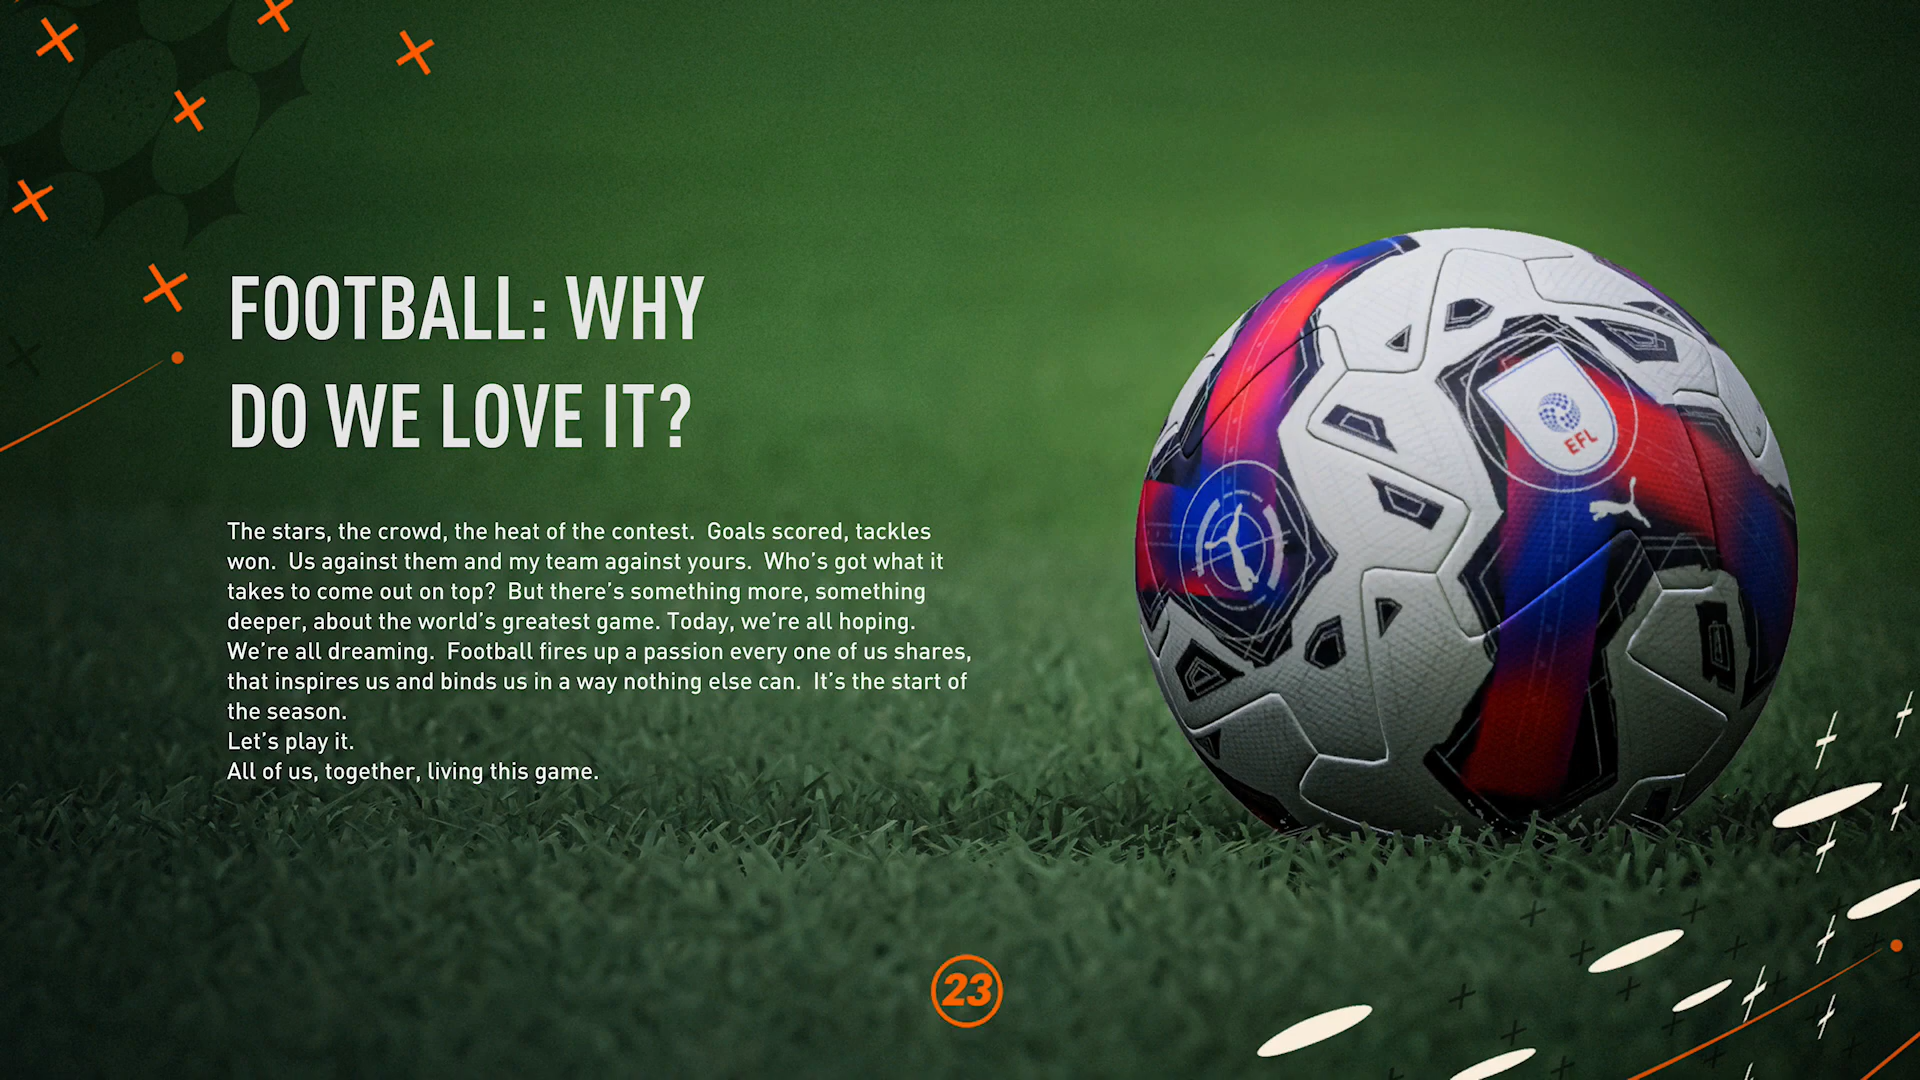 FOOTBALL: WHY
DO WE LOVE IT?
The stars, the crowd, the heat of the contest.  Goals scored, tackles
won.  Us against them and my team against yours.  Who’s got what it
takes to come out on top?  But there’s something more, something
deeper, about the world’s greatest game. Today, we’re all hoping.
We’re all dreaming.  Football fires up a passion every one of us shares,
that inspires us and binds us in a way nothing else can.  It’s the start of
the season.
Let’s play it.
All of us, together, living this game.
EFL
23